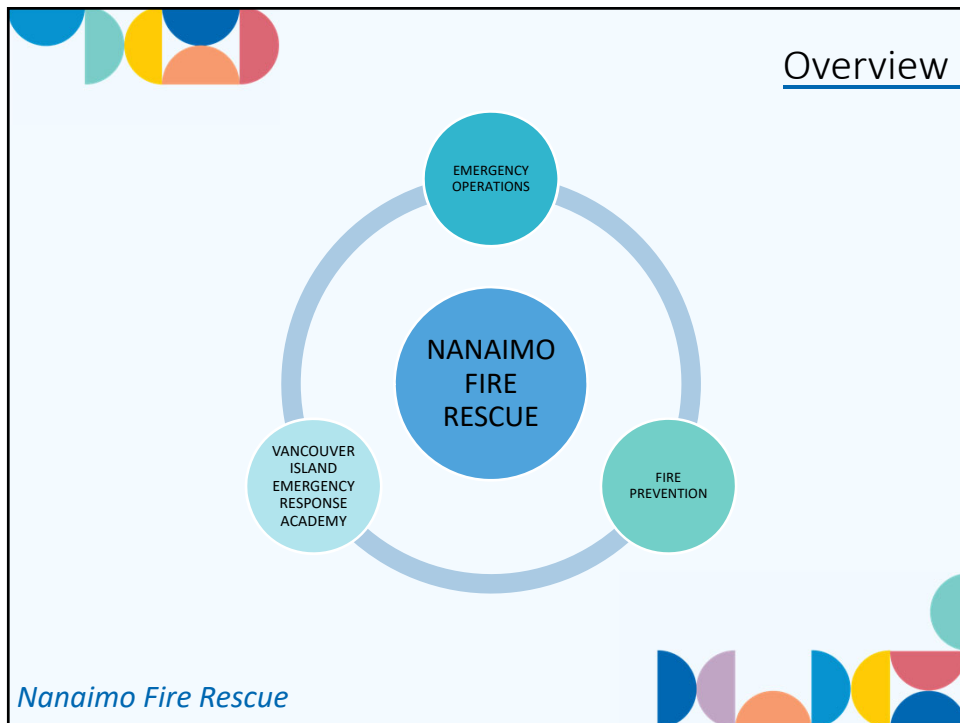 Overview
EMERGENCY
OPERATIONS
NANAIMO
FIRE
RESCUE
VANCOUVER
ISLAND
EMERGENCY
RESPONSE
ACADEMY
FIRE
PREVENTION
Nanaimo Fire Rescue